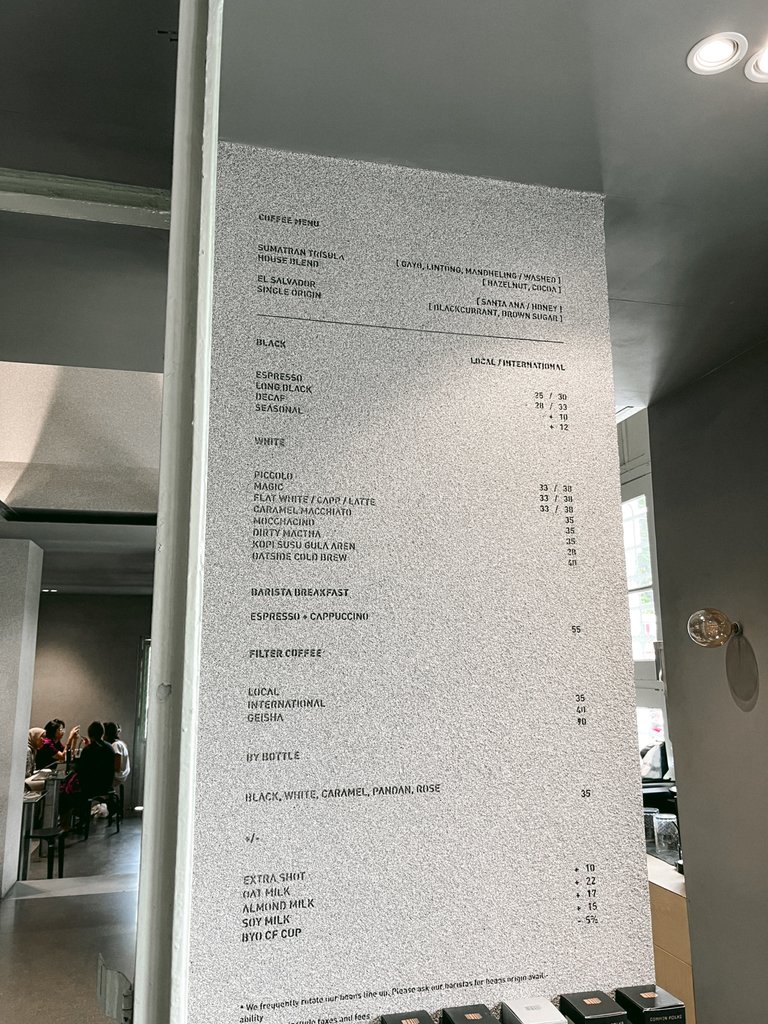 COFFEE MENU
SUMATRAN TRISULA [ GAYO, LINTONG, MANDHELING / WASHED ]
HOUSE BLEND [ HAZELNUT, COCOA ]
EL SALVADOR [ SANTA ANA / HONEY ]
SINGLE ORIGIN [ BLACKCURRANT, BROWN SUGAR ]
BLACK LOCAL / INTERNATIONAL
ESPRESSO 25 / 30
LONG BLACK 28 / 33
DECAF + 10
SEASONAL + 12
WHITE
PICCOLO 33 / 38
MAGIC 33 / 38
FLAT WHITE / CAPP / LATTE 33 / 38
CARAMEL MACCHIATO 35
MOCCHACINO 35
DIRTY MACTHA 35
KOPI SUSU GULA AREN 28
OATSIDE COLD BREW 40
BARISTA BREAKFAST
ESPRESSO + CAPPUCCINO 55
FILTER COFFEE
LOCAL 35
INTERNATIONAL 40
GEISHA 90
BY BOTTLE
BLACK, WHITE, CARAMEL, PANDAN, ROSE 35
+/-
EXTRA SHOT + 10
OAT MILK + 22
ALMOND MILK + 17
SOY MILK + 15
BYO CF CUP - 5%
* We frequently rotate our beans line up. Please ask our baristas for beans origin avail-
ability
taxes and fees
COMMON FOLKS